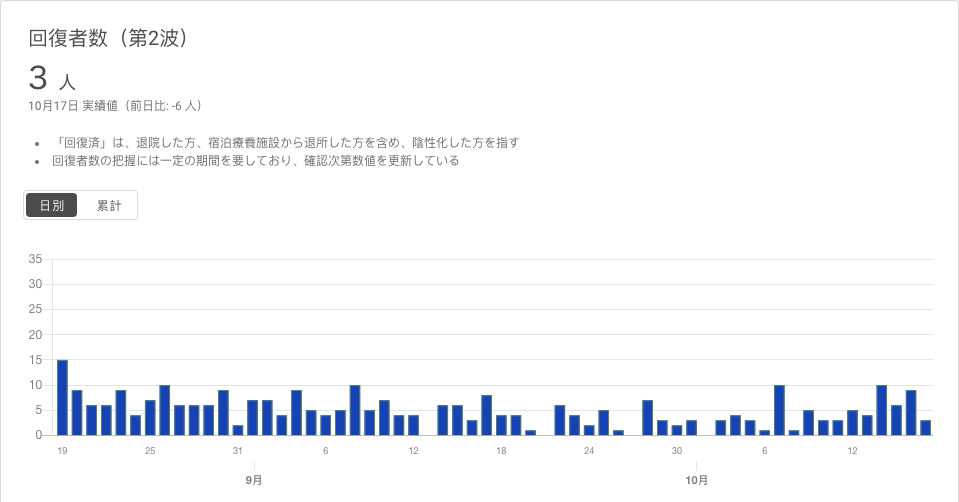 回復者数（第2波）
3 人
10月17日 実績値（前日比: -6 人）
• 「回復済」は、退院した方、宿泊療養施設から退所した方を含め、陰性化した方を指す
• 回復者数の把握には一定の期間を要しており、確認次第数値を更新している
日別 累計
35
30
25
20
15
10
5
0
19 25 31 6 12 18 24 30 6 12
9月 10月